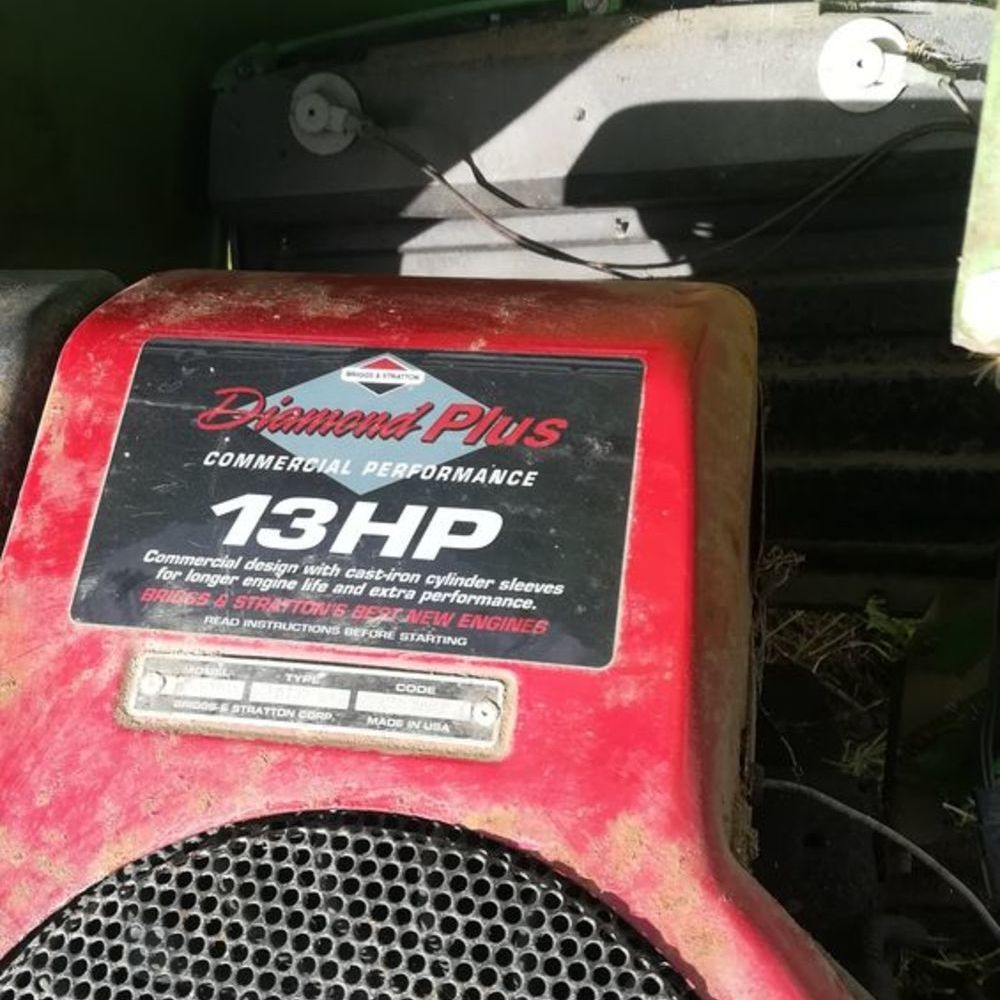 BRIGGS & STRATTON
Diamond Plus
COMMERCIAL PERFORMANCE
13HP
Commercial design with cast-iron cylinder sleeves
for longer engine life and extra performance.
BRIGGS & STRATTON'S BEST NEW ENGINES
READ INSTRUCTIONS BEFORE STARTING
MODEL TYPE CODE
BRIGGS & STRATTON CORP. MADE IN USA